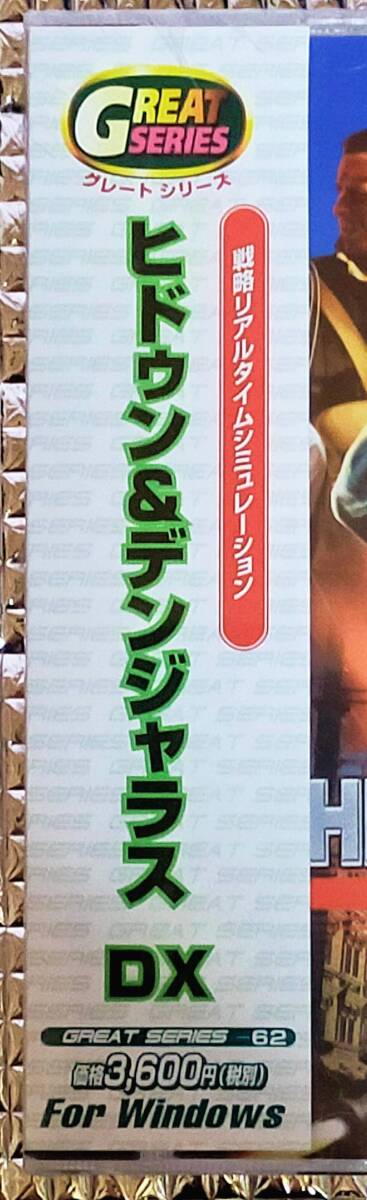 GREAT
SERIES
グレート シリーズ
戦略リアルタイムシミュレーション
ヒドゥン&デンジャラス DX
GREAT SERIES -62
価格3,600円(税別)
For Windows